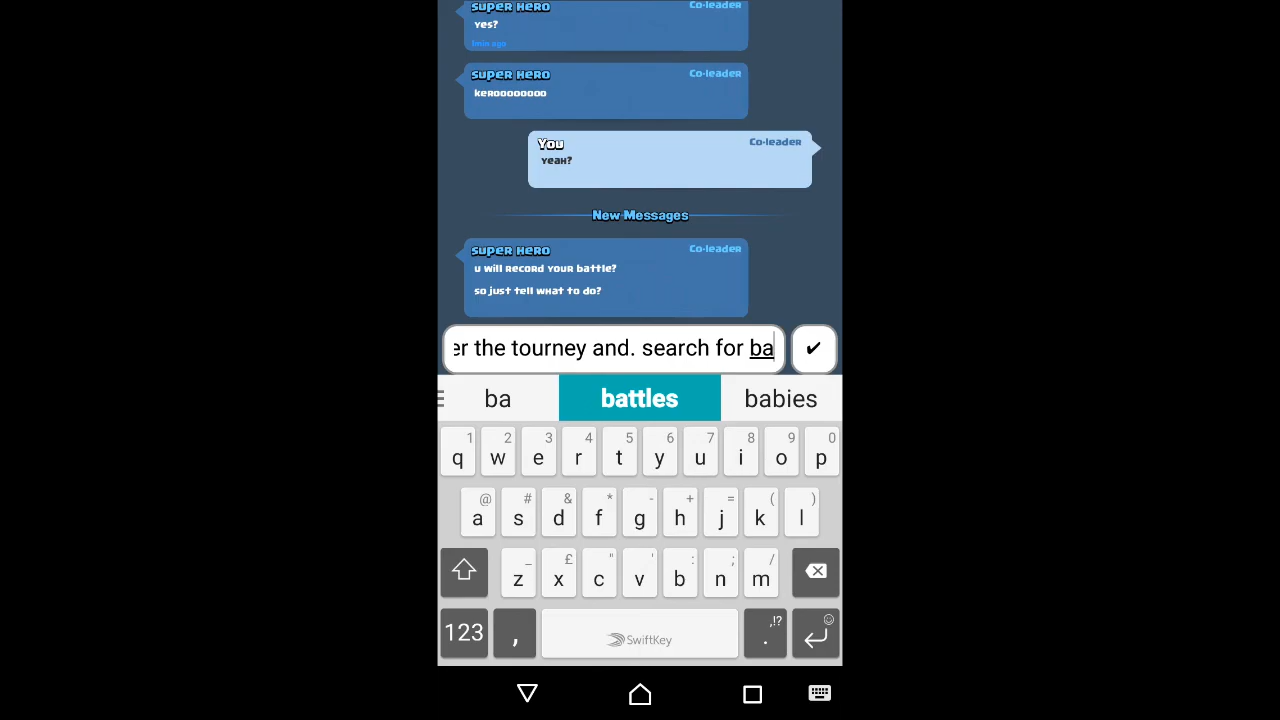 super Hero Co-leader
Yes?
1min ago
super Hero Co-leader
kerooooooooo
You Co-leader
Yeah?
New Messages
super Hero Co-leader
u will record your battle?
so just tell what to do?
er the tourney and. search for ba
ba battles babies
1 2 3 4 5 6 7 8 9 0
q w e r t y u i o p
@ # & * - + = ( )
a s d f g h j k l
_ £ " ' : ; /
z x c v b n m
123 , SwiftKey ,!? .